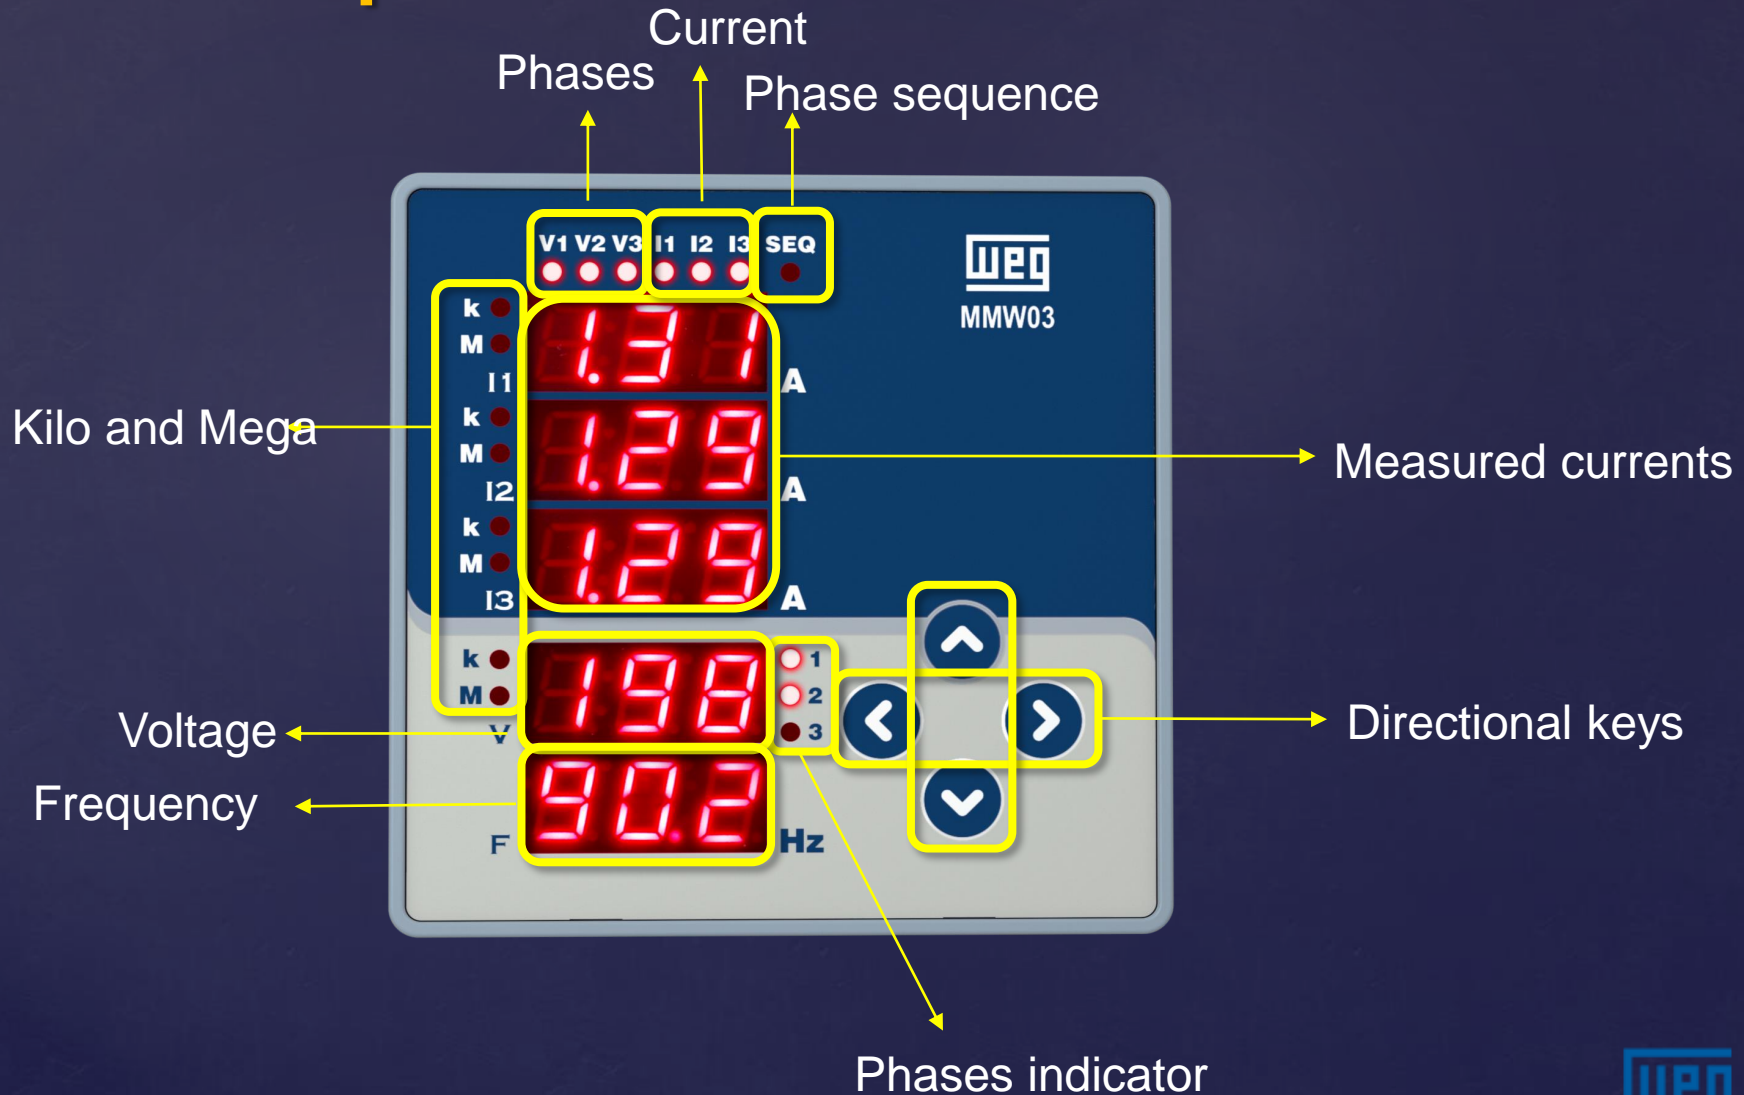 Current
Phases
Phase sequence
V1 V2 V3 I1 I2 I3 SEQ
weg
MMW03
k
M
I1
1.31
A
k
M
I2
1.29
A
k
M
I3
1.29
A
Kilo and Mega
Measured currents
k
M
V
198
1
2
3
Voltage
Directional keys
Frequency
F
90.2
Hz
Phases indicator
weg